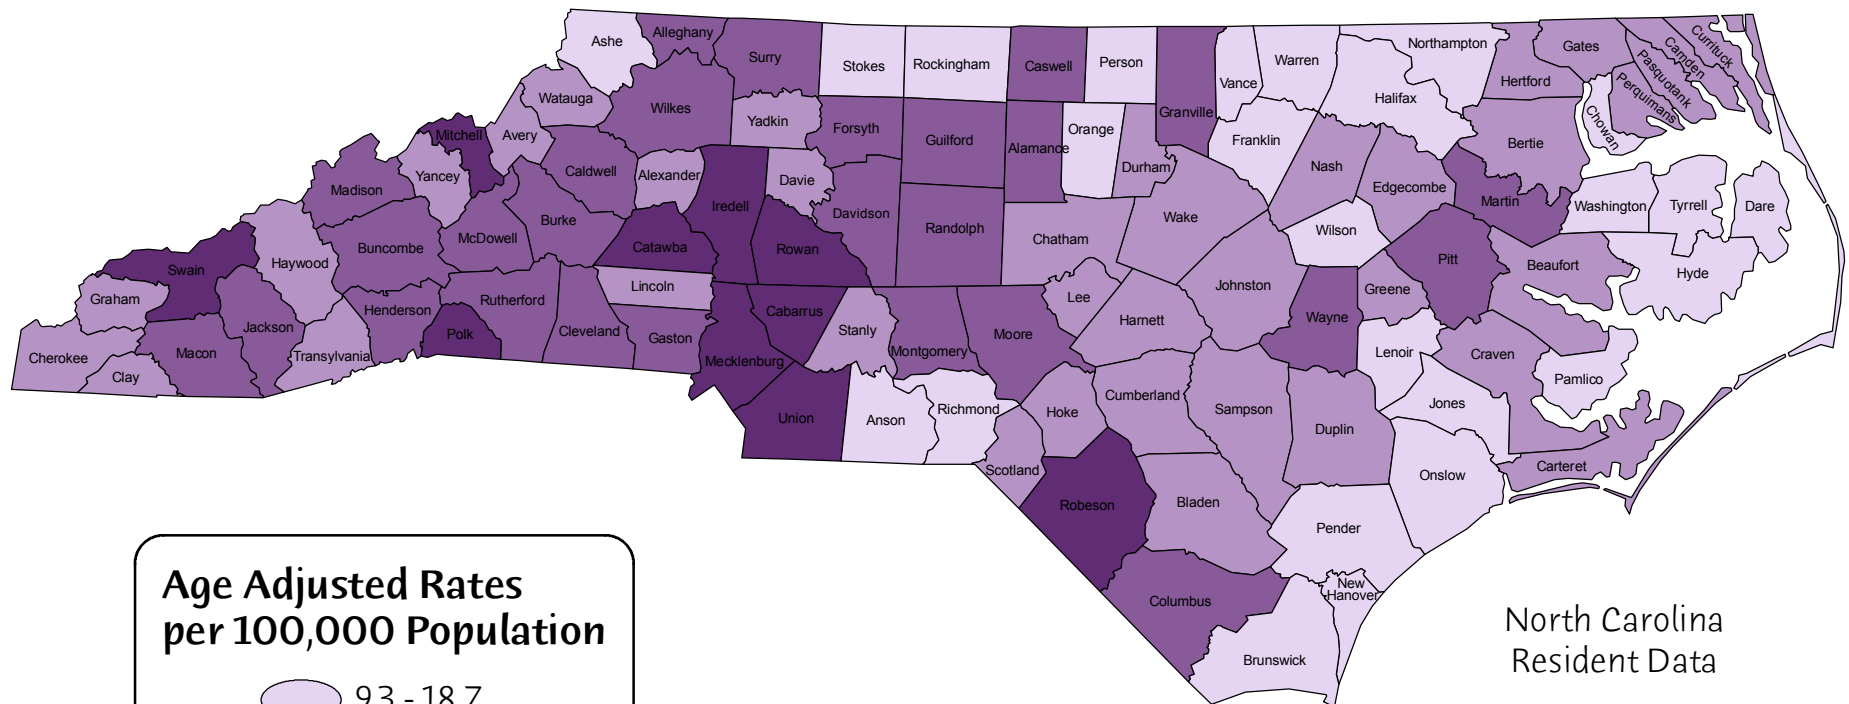 Ashe
Alleghany
Surry
Stokes
Rockingham
Caswell
Person
Granville
Vance
Warren
Northampton
Halifax
Hertford
Gates
Currituck
Camden
Pasquotank
Perquimans
Chowan
Bertie
Watauga
Wilkes
Yadkin
Forsyth
Guilford
Alamance
Orange
Durham
Franklin
Nash
Edgecombe
Martin
Washington
Tyrrell
Dare
Mitchell
Avery
Yancey
Caldwell
Alexander
Iredell
Davie
Davidson
Randolph
Chatham
Wake
Wilson
Pitt
Beaufort
Hyde
Madison
Buncombe
McDowell
Burke
Catawba
Rowan
Swain
Haywood
Graham
Jackson
Henderson
Rutherford
Polk
Cleveland
Lincoln
Gaston
Cabarrus
Mecklenburg
Stanly
Montgomery
Moore
Lee
Harnett
Johnston
Wayne
Greene
Lenoir
Craven
Pamlico
Cherokee
Clay
Macon
Transylvania
Union
Anson
Richmond
Hoke
Cumberland
Sampson
Duplin
Jones
Onslow
Carteret
Scotland
Robeson
Bladen
Pender
Columbus
New
Hanover
Brunswick
Age Adjusted Rates
per 100,000 Population
9.3 - 18.7
North Carolina
Resident Data